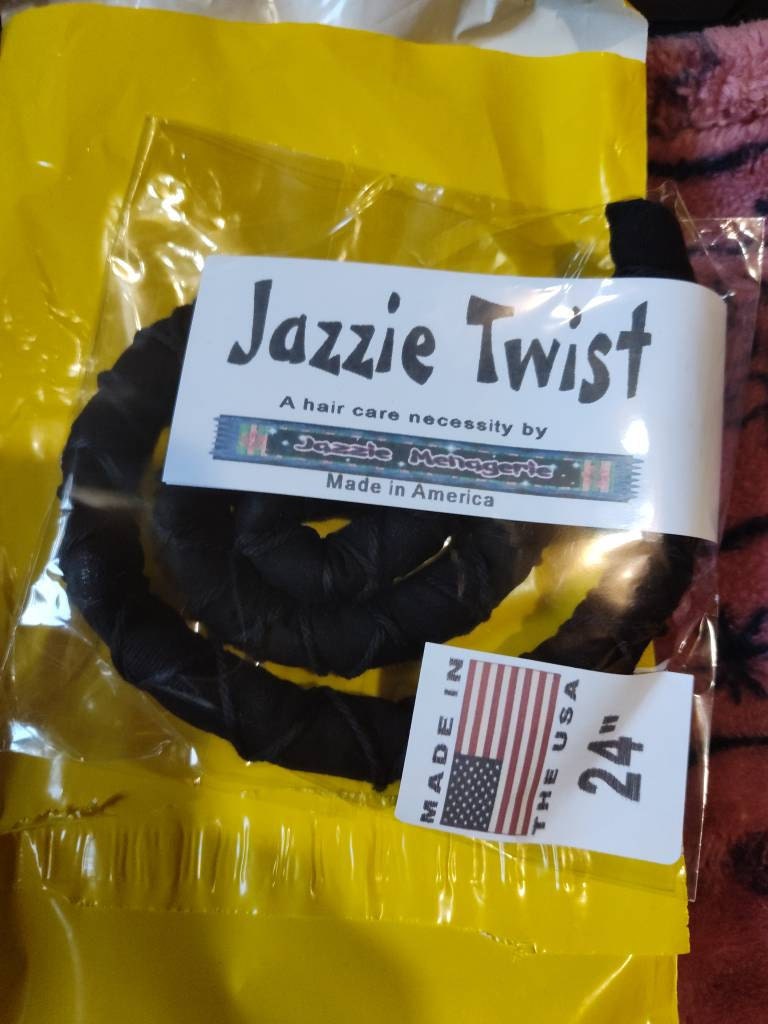 Jazzie Twist
A hair care necessity by
Jazzie Menagerie
Made in America
MADE IN
THE USA
24"